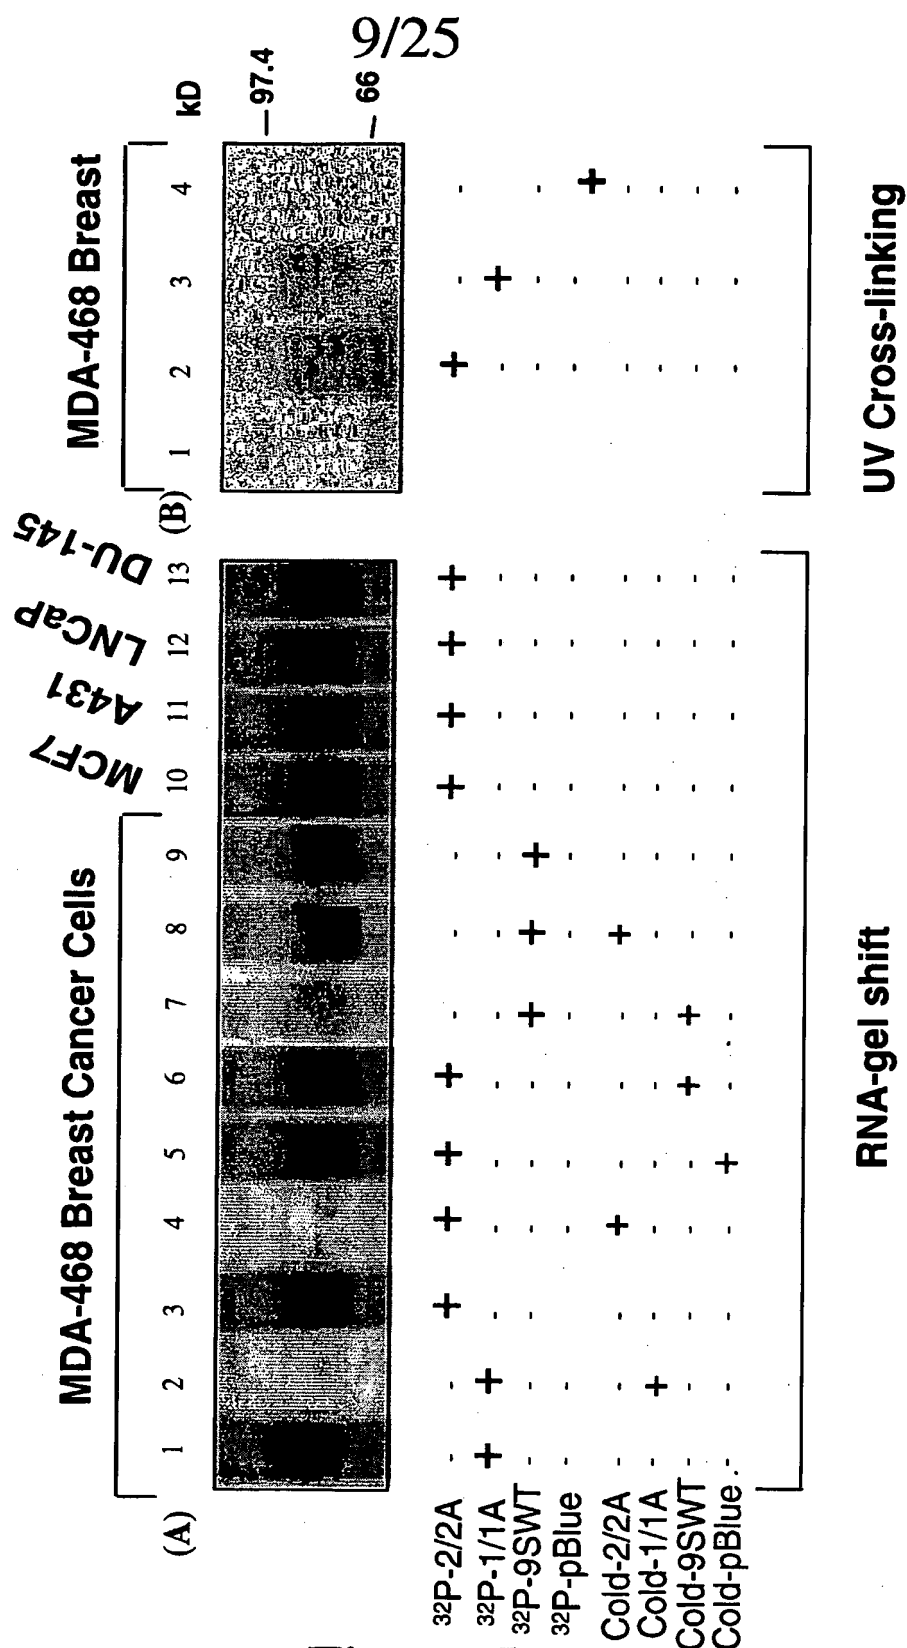 9/25
MDA-468 Breast Cancer Cells
MCF7
A431
LNCaP
DU-145
MDA-468 Breast
(A) 1 2 3 4 5 6 7 8 9 10 11 12 13
(B) 1 2 3 4 kD
97.4
66
³²P-2/2A - - + + + + - - - + + + + + - -
³²P-1/1A + + - - - - - - - - - - - - +
³²P-9SWT - - - - - - + + + - - - - - - -
³²P-pBlue - - - - - - - - - - - - - - - +
Cold-2/2A - - - + - - - + - - - - - - - -
Cold-1/1A - + - - - - - - - - - - - - - -
Cold-9SWT - - - - - + + - - - - - - - - -
Cold-pBlue - - - - + - - - - - - - - - - -
RNA-gel shift
UV Cross-linking